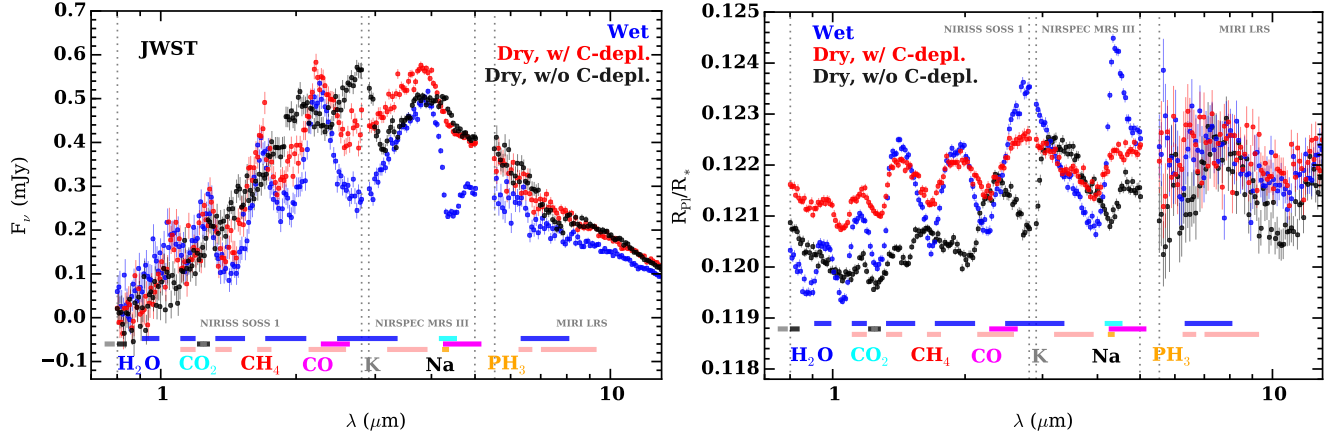 JWST
Wet
Dry, w/ C-depl.
Dry, w/o C-depl.
0.7
0.6
0.5
0.4
0.3
0.2
0.1
0.0
−0.1
F_ν (mJy)
NIRISS SOSS 1
NIRSPEC MRS III
MIRI LRS
H₂O CO₂ CH₄ CO K Na PH₃
1 10
λ (μm)
NIRISS SOSS 1
NIRSPEC MRS III
MIRI LRS
Wet
Dry, w/ C-depl.
Dry, w/o C-depl.
0.125
0.124
0.123
0.122
0.121
0.120
0.119
0.118
R_Pl/R_*
H₂O CO₂ CH₄ CO K Na PH₃
1 10
λ (μm)